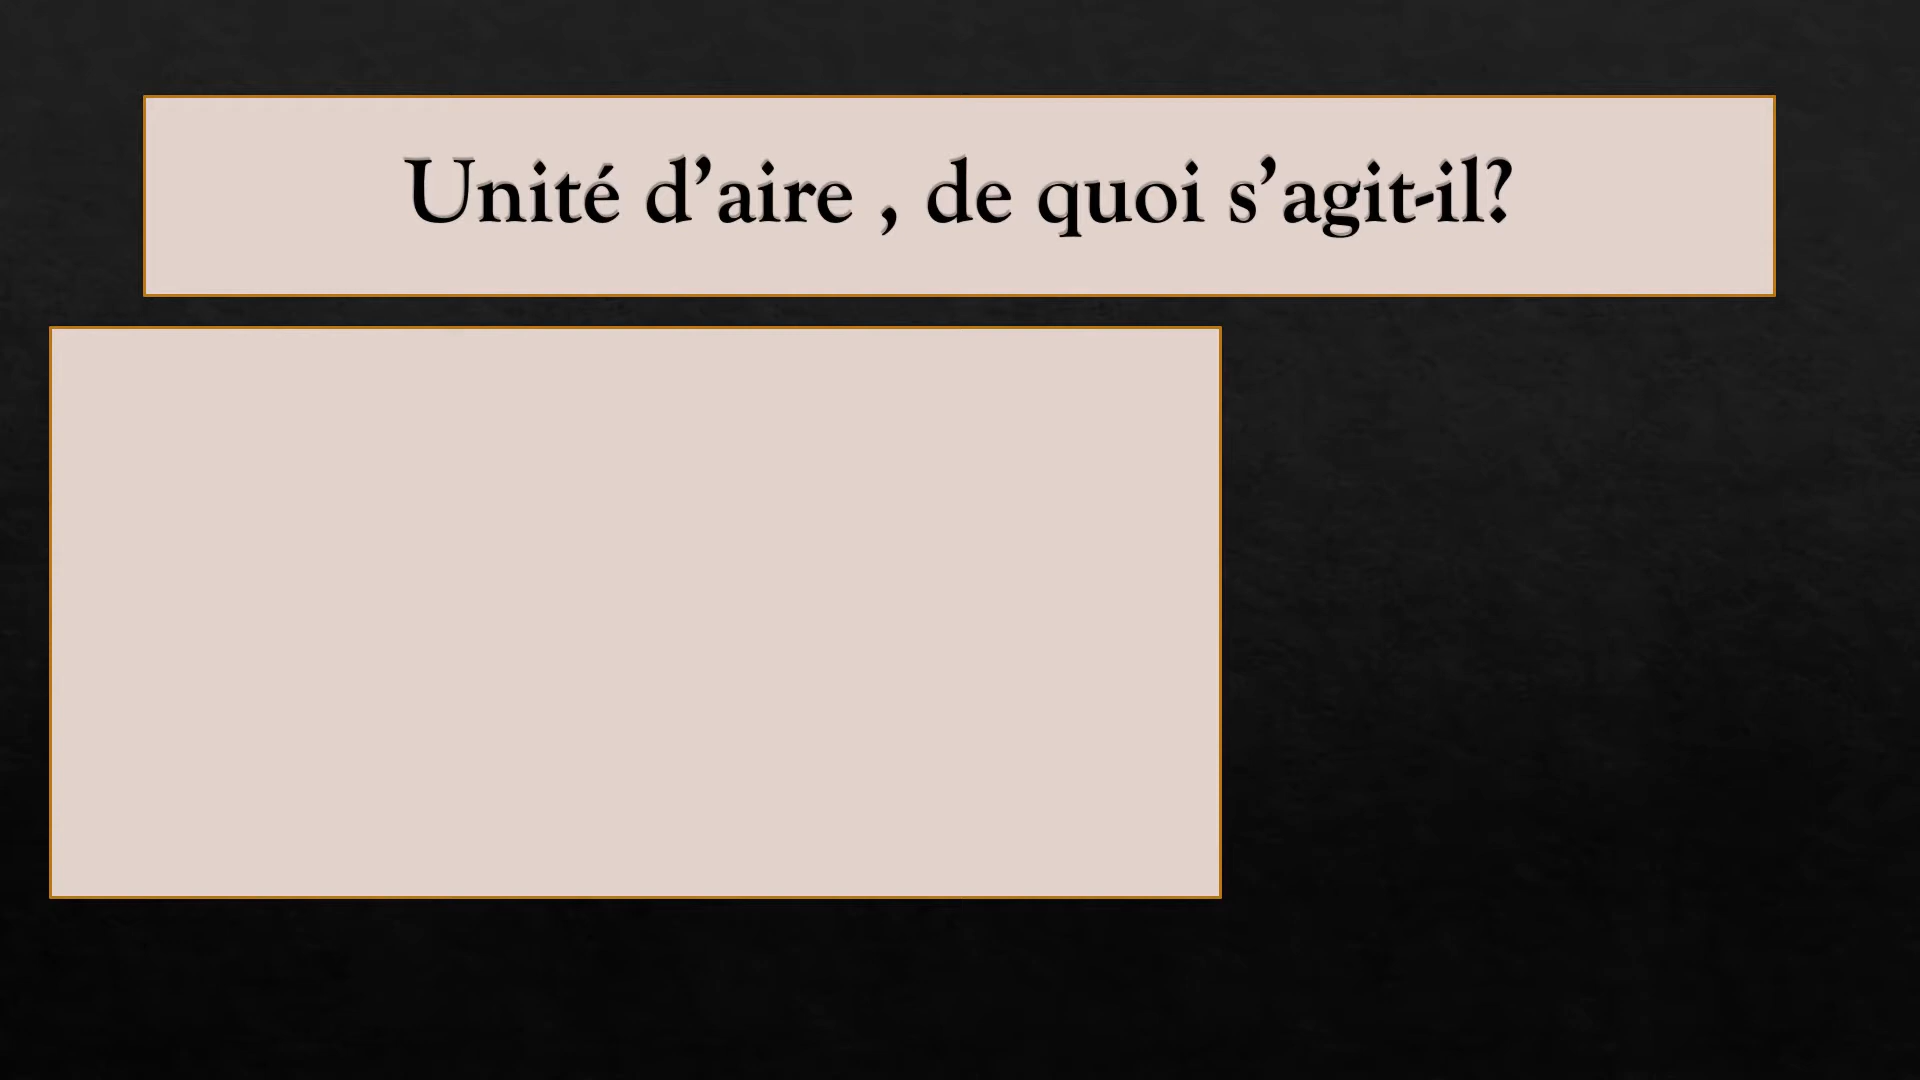 Unité d’aire , de quoi s’agit-il?